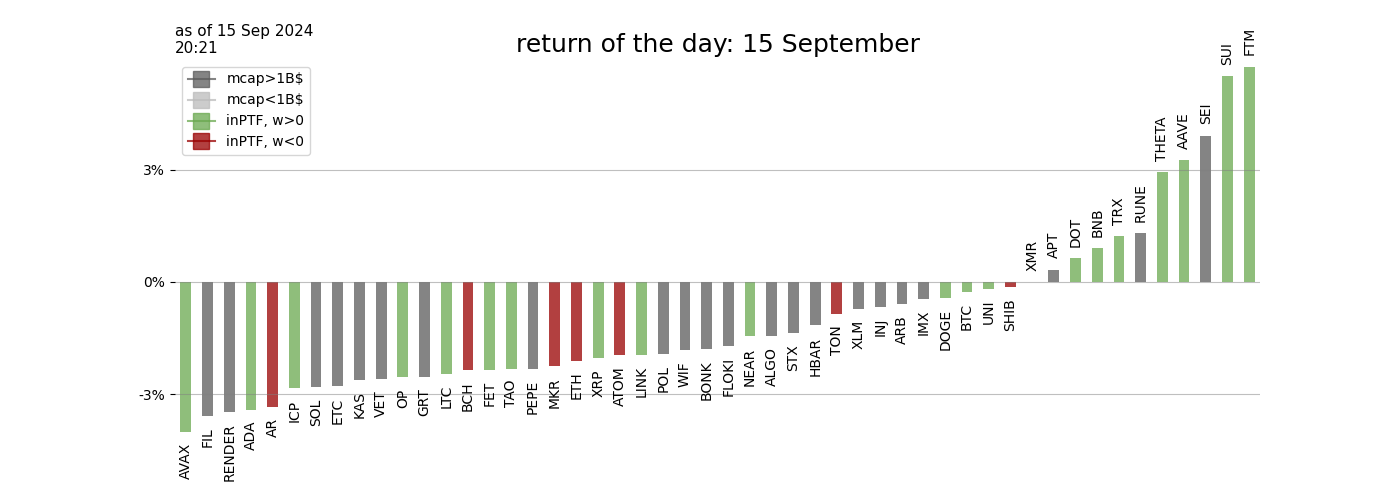 as of 15 Sep 2024
20:21
return of the day: 15 September
mcap>1B$
mcap<1B$
inPTF, w>0
inPTF, w<0
3%
0%
-3%
AVAX
FIL
RENDER
ADA
AR
ICP
SOL
ETC
KAS
VET
OP
GRT
LTC
BCH
FET
TAO
PEPE
MKR
ETH
XRP
ATOM
LINK
POL
WIF
BONK
FLOKI
NEAR
ALGO
STX
HBAR
TON
XLM
INJ
ARB
IMX
DOGE
BTC
UNI
SHIB
XMR
APT
DOT
BNB
TRX
RUNE
THETA
AAVE
SEI
SUI
FTM